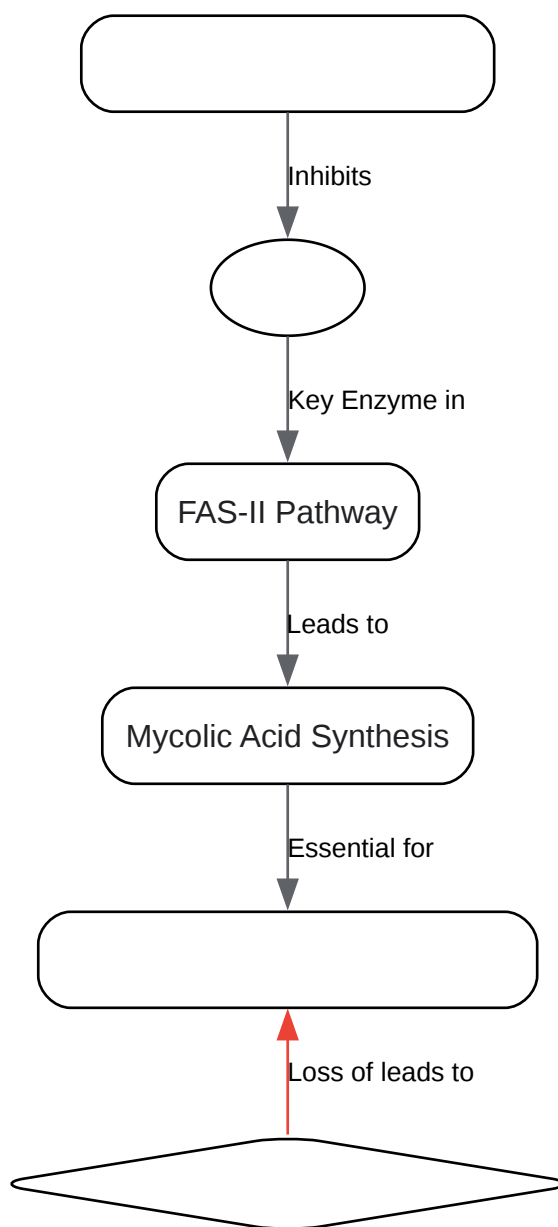 Inhibits
Key Enzyme in
FAS-II Pathway
Leads to
Mycolic Acid Synthesis
Essential for
Loss of leads to